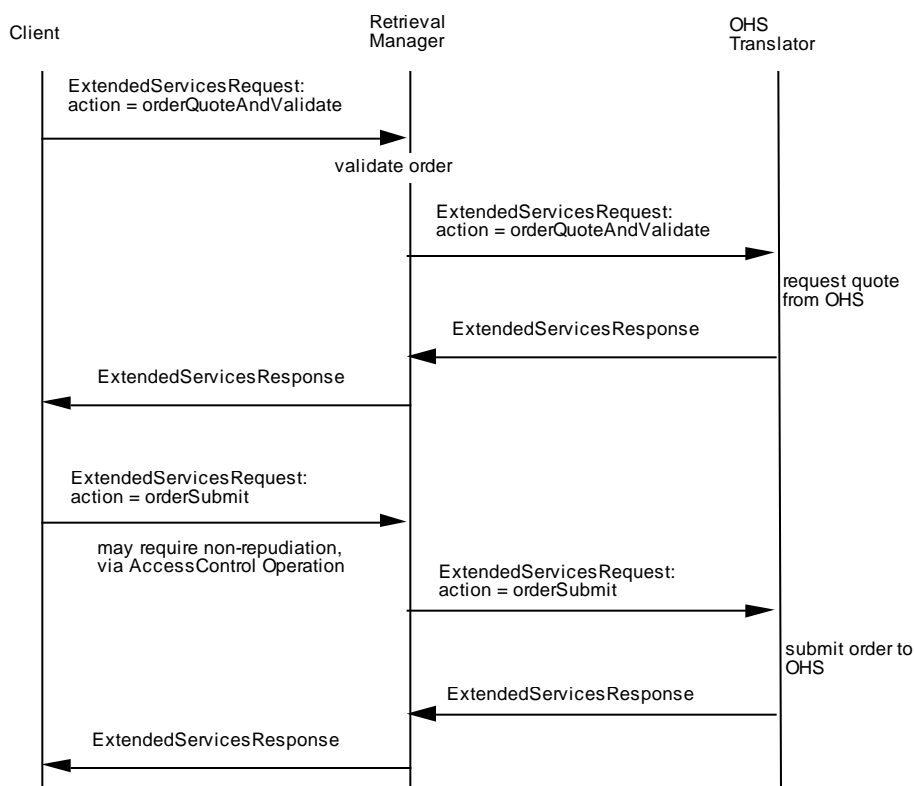 Client
Retrieval
Manager
OHS
Translator
ExtendedServicesRequest:
action = orderQuoteAndValidate
validate order
ExtendedServicesRequest:
action = orderQuoteAndValidate
request quote
from OHS
ExtendedServicesResponse
ExtendedServicesResponse
ExtendedServicesRequest:
action = orderSubmit
may require non-repudiation,
via AccessControl Operation
ExtendedServicesRequest:
action = orderSubmit
submit order to
OHS
ExtendedServicesResponse
ExtendedServicesResponse